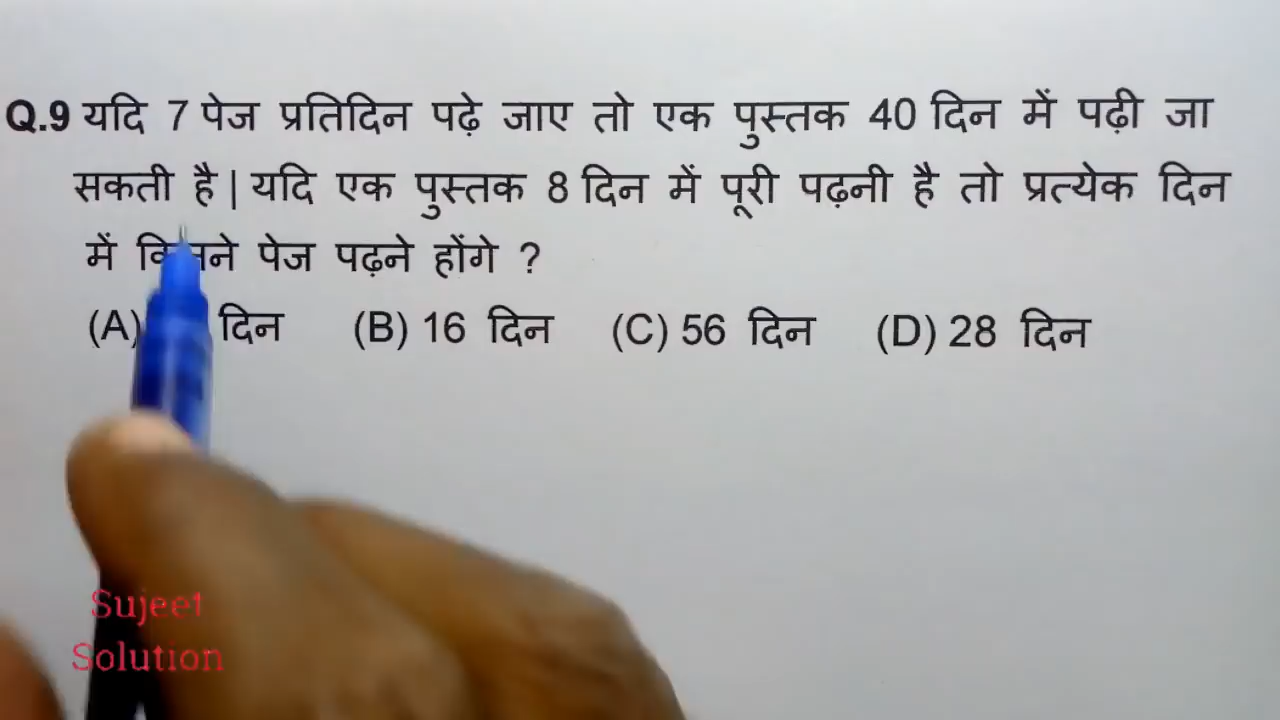 Q.9 यदि 7 पेज प्रतिदिन पढ़े जाए तो एक पुस्तक 40 दिन में पढ़ी जा
सकती है | यदि एक पुस्तक 8 दिन में पूरी पढ़नी है तो प्रत्येक दिन
में पेज पढ़ने होंगे ?
(A) दिन (B) 16 दिन (C) 56 दिन (D) 28 दिन
Sujeet
Solution